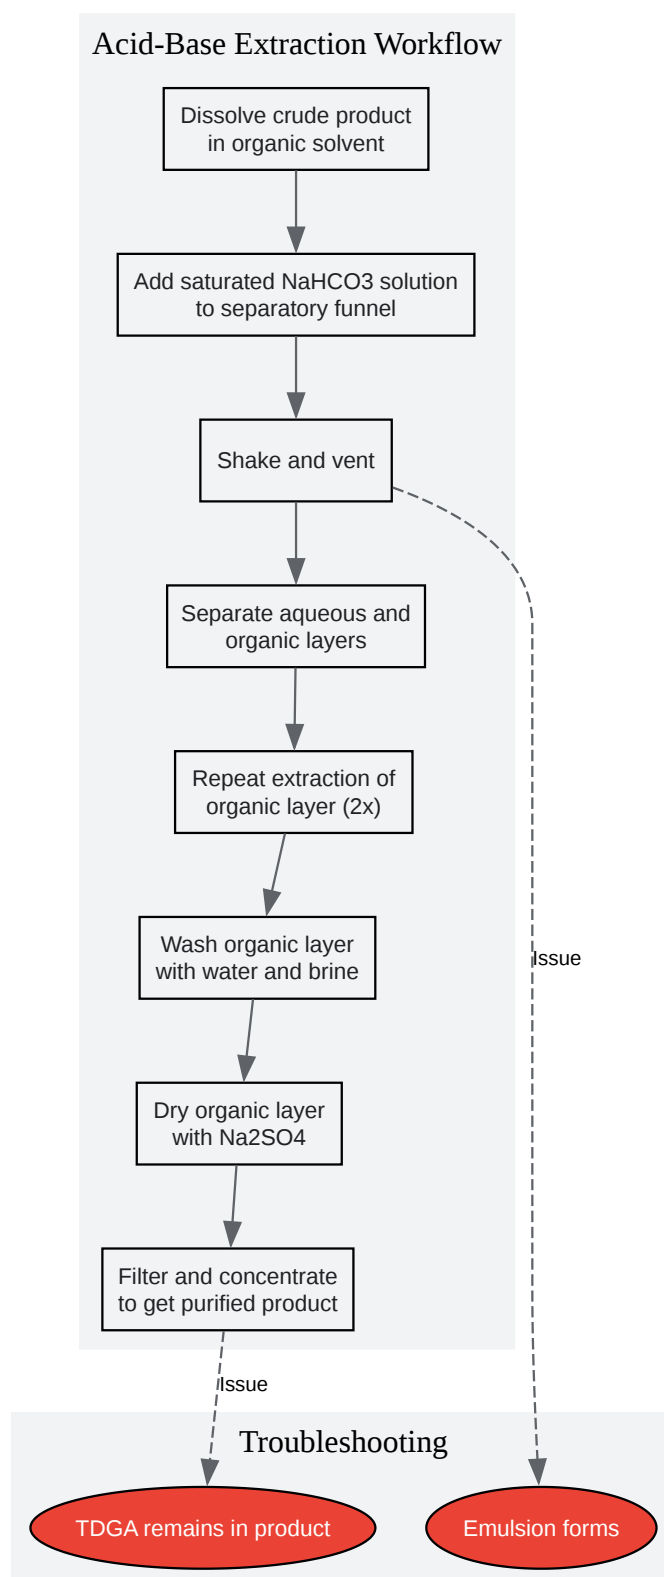 Acid-Base Extraction Workflow
Dissolve crude product
in organic solvent
Add saturated NaHCO3 solution
to separatory funnel
Shake and vent
Separate aqueous and
organic layers
Repeat extraction of
organic layer (2x)
Wash organic layer
with water and brine
Issue
Dry organic layer
with Na2SO4
Filter and concentrate
to get purified product
Issue
Troubleshooting
TDGA remains in product
Emulsion forms